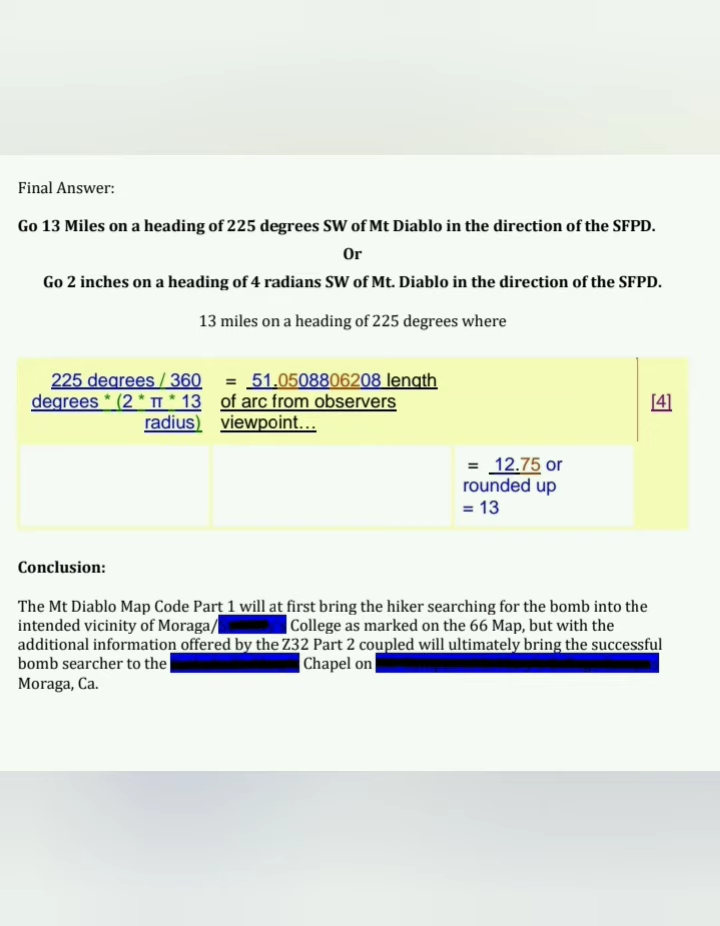 Final Answer:
Go 13 Miles on a heading of 225 degrees SW of Mt Diablo in the direction of the SFPD.
Or
Go 2 inches on a heading of 4 radians SW of Mt. Diablo in the direction of the SFPD.
13 miles on a heading of 225 degrees where
225 degrees / 360
degrees * (2 * π * 13
radius)
= 51.0508806208 length
of arc from observers
viewpoint...
[4]
= 12.75 or
rounded up
= 13
Conclusion:
The Mt Diablo Map Code Part 1 will at first bring the hiker searching for the bomb into the
intended vicinity of Moraga/ College as marked on the 66 Map, but with the
additional information offered by the Z32 Part 2 coupled will ultimately bring the successful
bomb searcher to the Chapel on
Moraga, Ca.